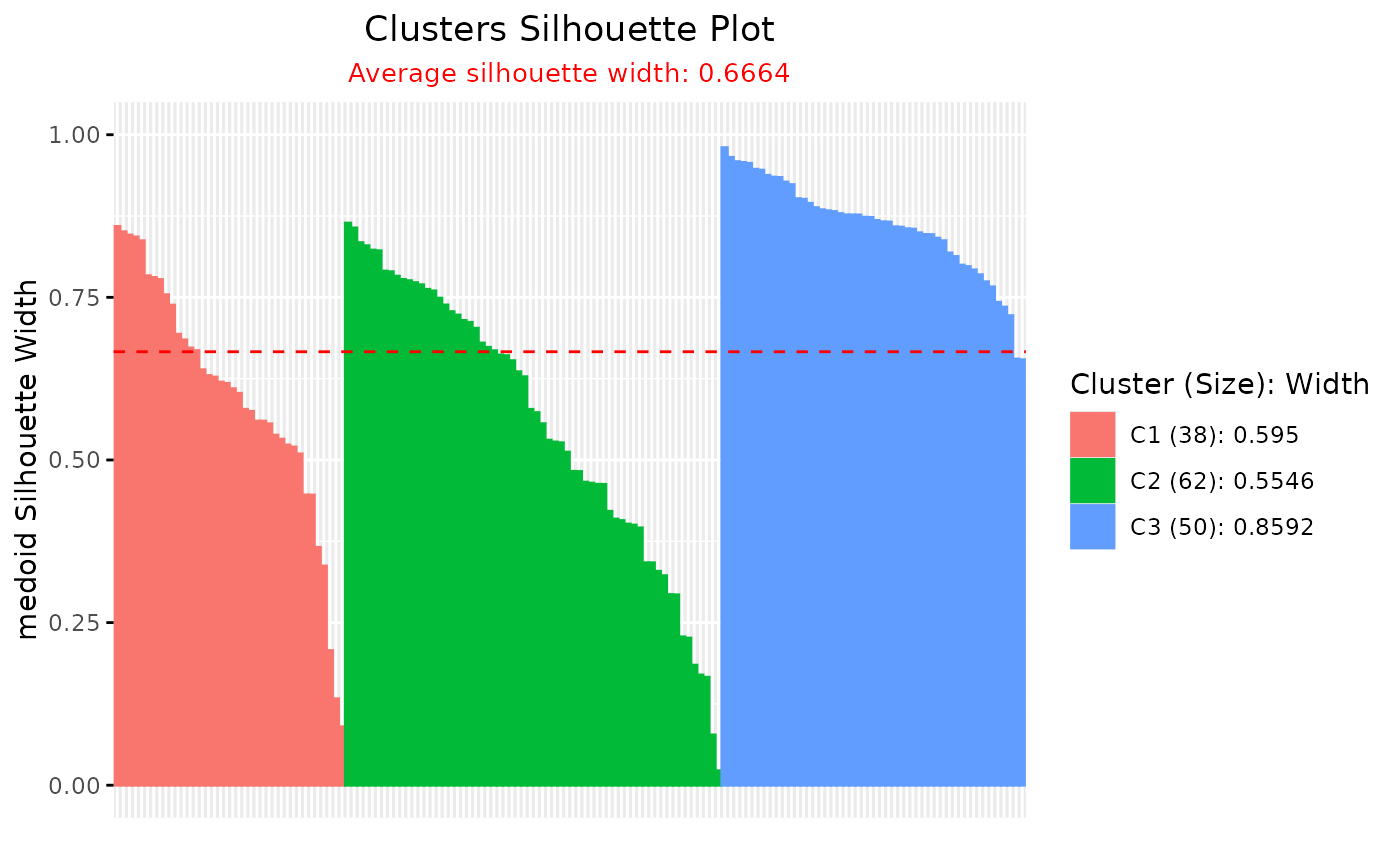 Clusters Silhouette Plot
Average silhouette width: 0.6664
medoid Silhouette Width
1.00
0.75
0.50
0.25
0.00
Cluster (Size): Width
C1 (38): 0.595
C2 (62): 0.5546
C3 (50): 0.8592